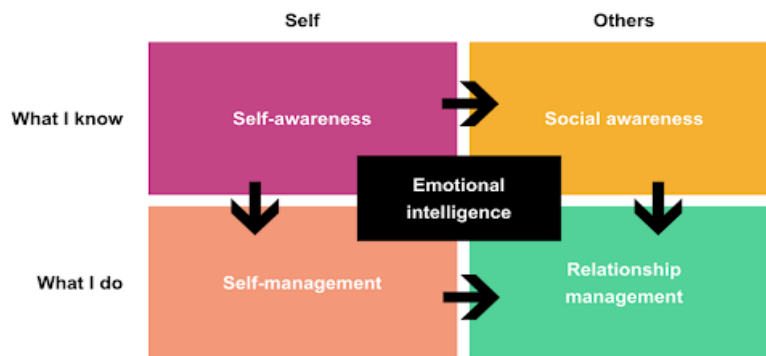 Self
Others
What I know
Self-awareness
Social awareness
Emotional
intelligence
What I do
Self-management
Relationship
management